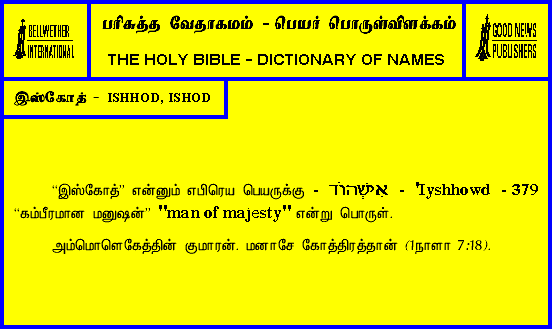 BELLWETHER
INTERNATIONAL
பரிசுத்த வேதாகமம் - பெயர் பொருள்விளக்கம்
THE HOLY BIBLE - DICTIONARY OF NAMES
GOOD NEWS
PUBLISHERS
இஸ்கோத் - ISHHOD, ISHOD
“இஸ்கோத்” என்னும் எபிரெய பெயருக்கு - אִישְׁהוֹד - 'Iyshhowd - 379
“கம்பீரமான மனுஷன்” "man of majesty" என்று பொருள்.
அம்மொளெகேத்தின் குமாரன். மனாசே கோத்திரத்தான் (1நாளா 7:18).